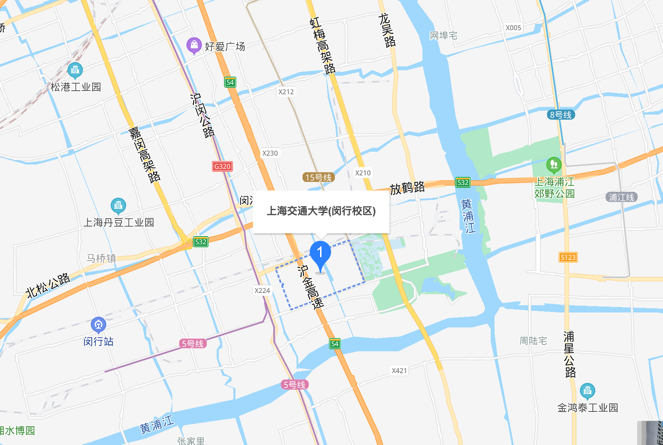 虹梅高架路
龙吴路
X005
网埠宅
好爱广场
松港工业园
S4
X212
沪闵公路
8号线
嘉闵高架路
X230
G320
15号线
X210
上海浦江
郊野公园
放鹤路
S32
浦江线
上海丹豆工业园
上海交通大学(闵行校区)
黄浦江
S32
马桥镇
1
S123
北松公路
X224
沪金高速
闵行站
5号线
S4
周陆宅
浦星公路
X421
5号线
金鸿泰工业园
黄浦江
湘水博园
张家里